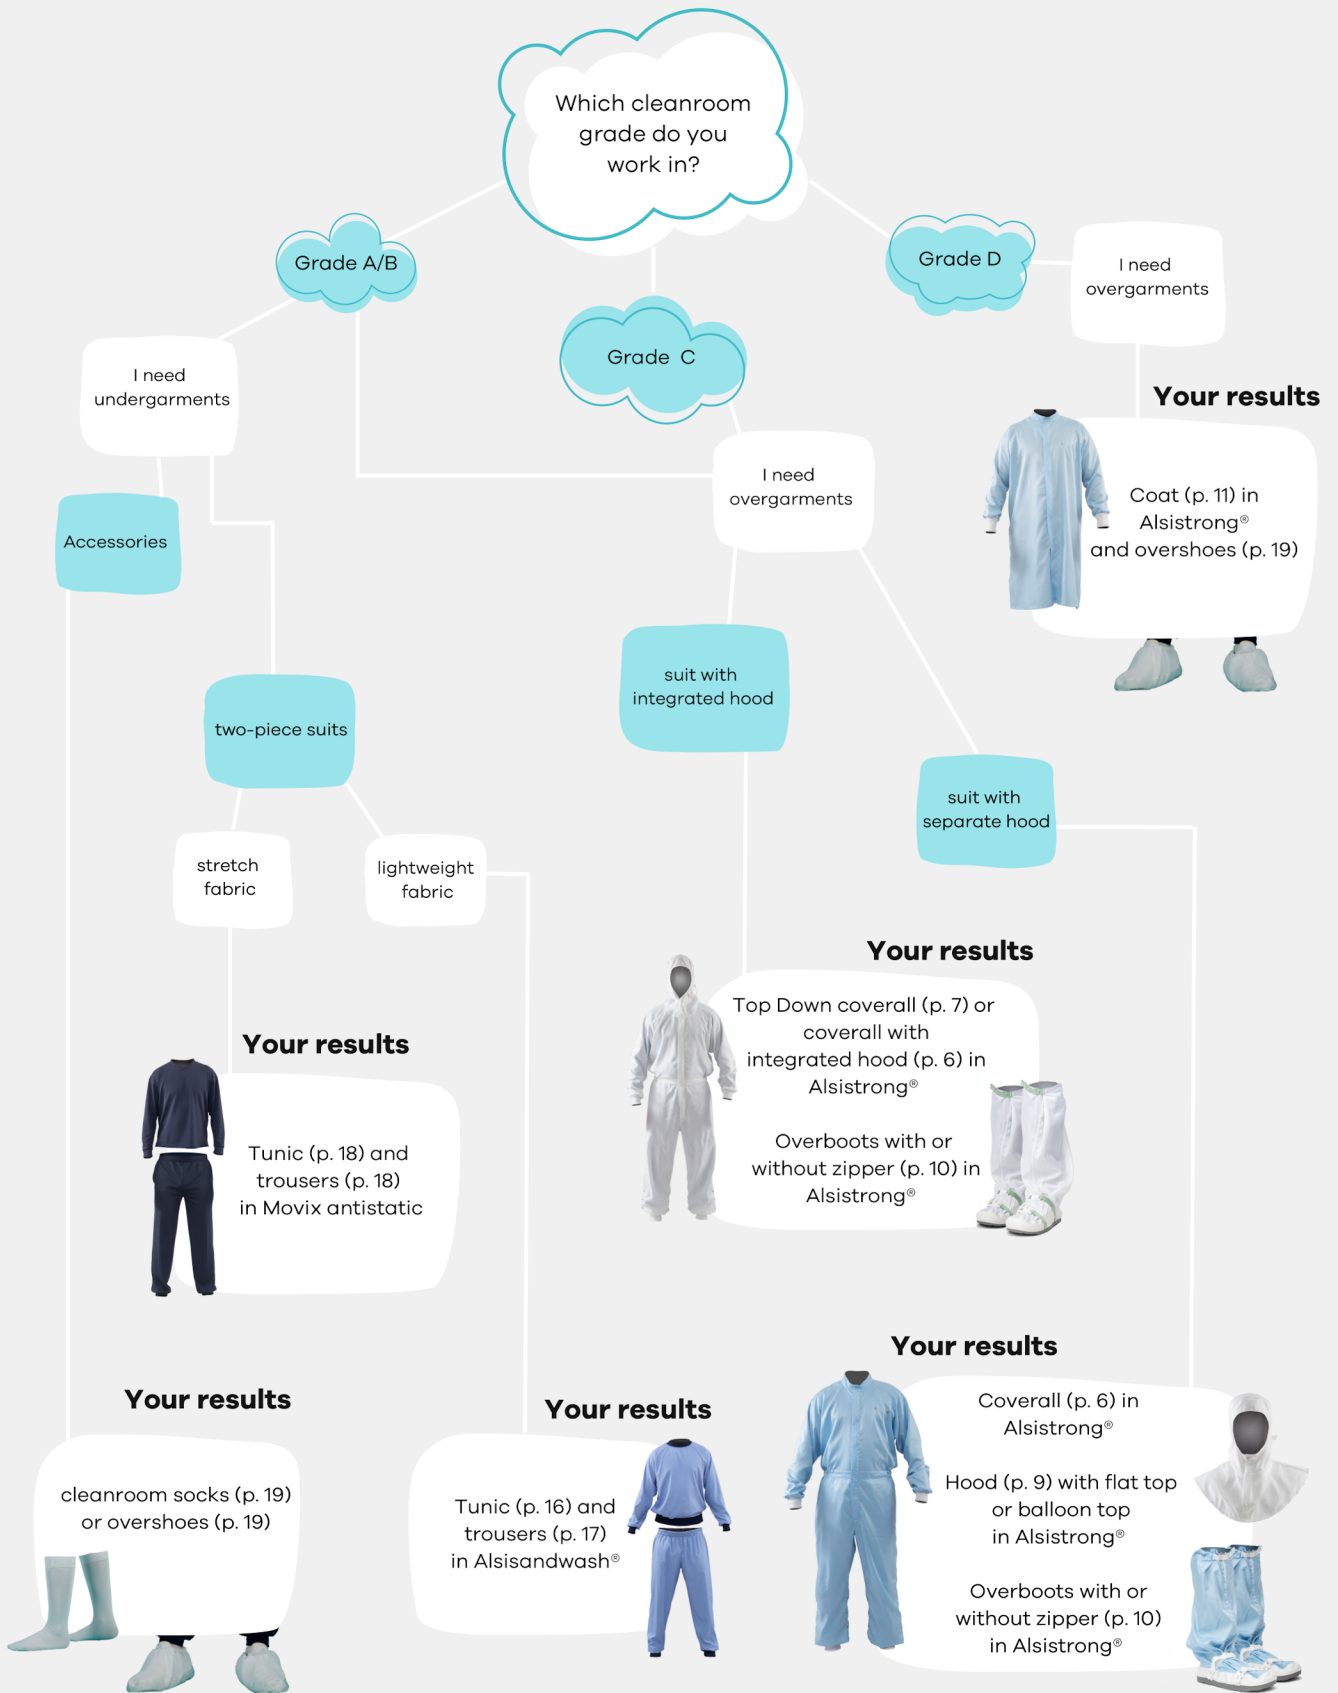 Which cleanroom
grade do you
work in?
Grade A/B
Grade C
Grade D
I need
overgarments
I need
undergarments
Your results
Coat (p. 11) in
Alsistrong®
and overshoes (p. 19)
I need
overgarments
Accessories
suit with
integrated hood
two-piece suits
suit with
separate hood
stretch
fabric
lightweight
fabric
Your results
Top Down coverall (p. 7) or
coverall with
integrated hood (p. 6) in
Alsistrong®
Overboots with or
without zipper (p. 10) in
Alsistrong®
Your results
Tunic (p. 18) and
trousers (p. 18)
in Movix antistatic
Your results
Coverall (p. 6) in
Alsistrong®
Hood (p. 9) with flat top
or balloon top
in Alsistrong®
Overboots with or
without zipper (p. 10)
in Alsistrong®
Your results
cleanroom socks (p. 19)
or overshoes (p. 19)
Your results
Tunic (p. 16) and
trousers (p. 17)
in Alsisandwash®